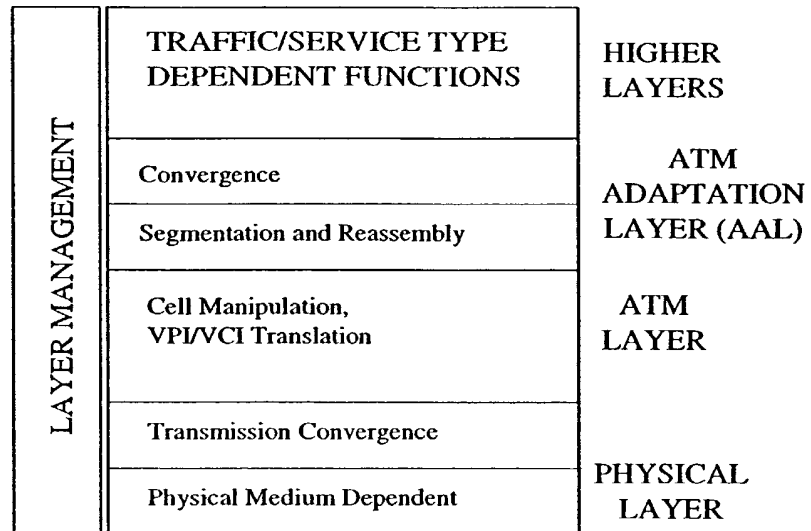 LAYER MANAGEMENT
TRAFFIC/SERVICE TYPE
DEPENDENT FUNCTIONS
HIGHER
LAYERS
Convergence
Segmentation and Reassembly
ATM
ADAPTATION
LAYER (AAL)
Cell Manipulation,
VPI/VCI Translation
ATM
LAYER
Transmission Convergence
Physical Medium Dependent
PHYSICAL
LAYER